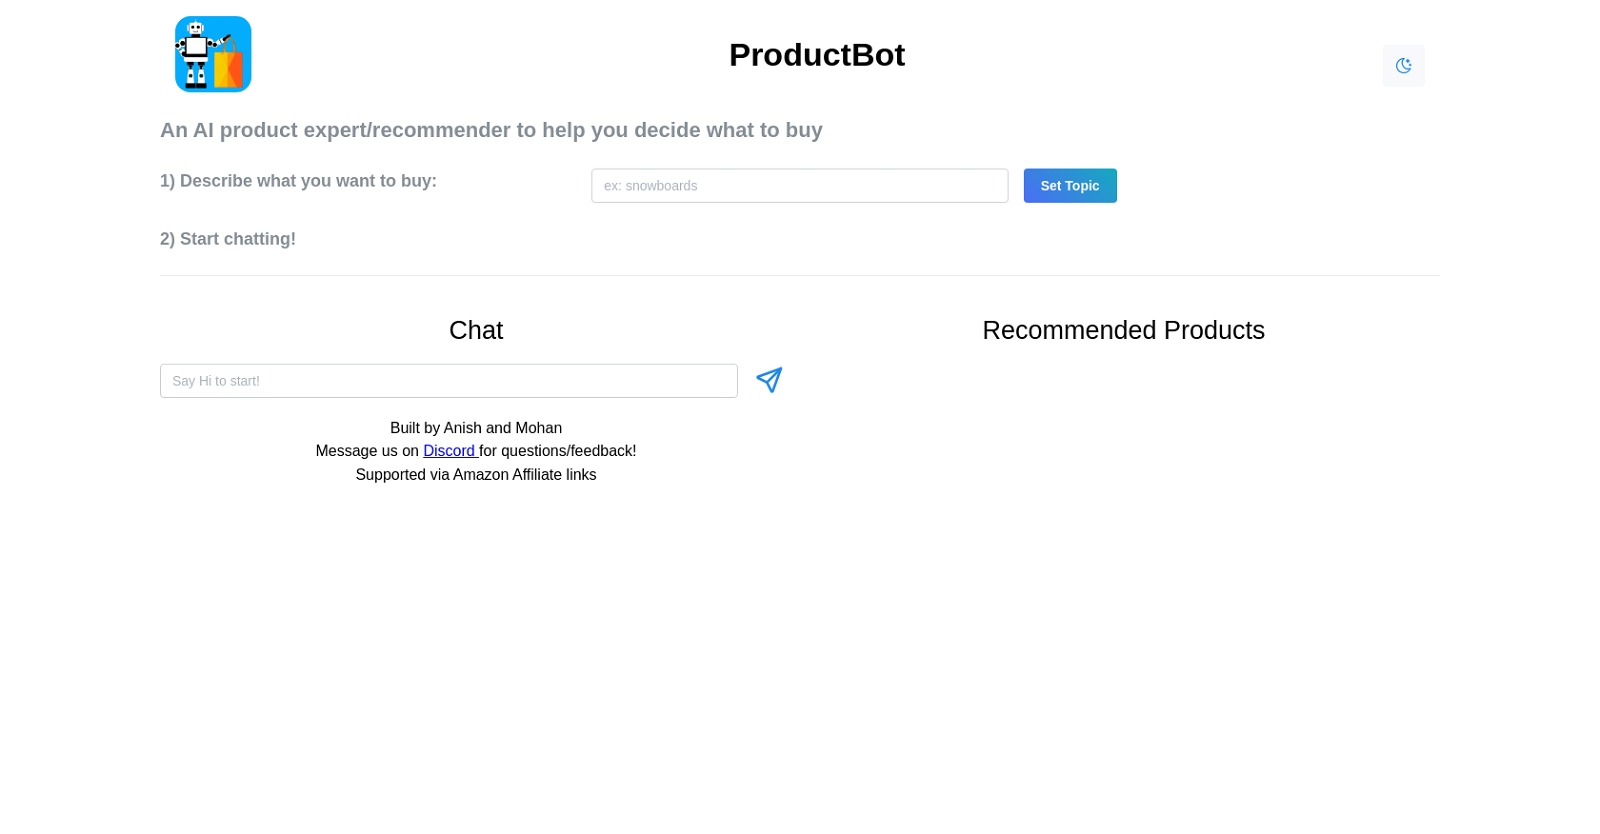 ProductBot
An AI product expert/recommender to help you decide what to buy
1) Describe what you want to buy:
ex: snowboards
Set Topic
2) Start chatting!
Chat
Say Hi to start!
Built by Anish and Mohan
Message us on Discord for questions/feedback!
Supported via Amazon Affiliate links
Recommended Products